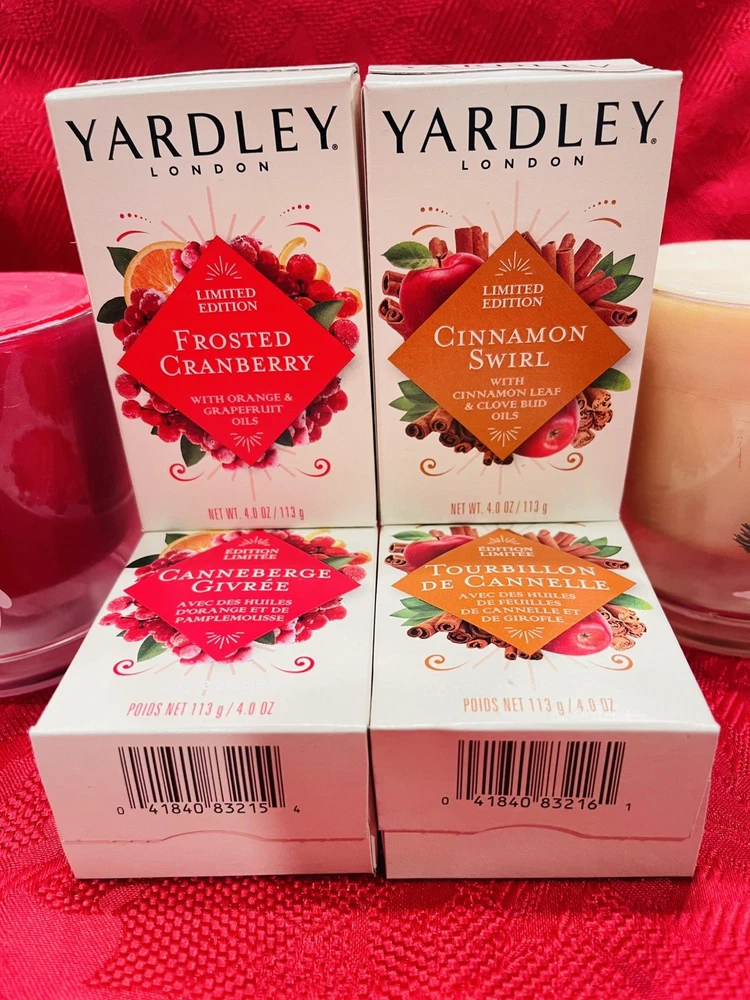 YARDLEY®
LONDON
LIMITED
EDITION
FROSTED
CRANBERRY
WITH ORANGE &
GRAPEFRUIT
OILS
NET WT. 4.0 OZ/113 g
YARDLEY®
LONDON
LIMITED
EDITION
CINNAMON
SWIRL
WITH
CINNAMON LEAF
& CLOVE BUD
OILS
NET WT. 4.0 OZ/113 g
ÉDITION
LIMITÉE
CANNEBERGE
GIVRÉE
AVEC DES HUILES
D'ORANGE ET DE
PAMPLEMOUSSE
POIDS NET 113 g/4.0 OZ
0 41840 83215 4
ÉDITION
LIMITÉE
TOURBILLON
DE CANNELLE
AVEC DES HUILES
DE FEUILLES
DE CANNELLE ET
DE GIROFLE
POIDS NET 113 g/4.0 OZ
0 41840 83216 1